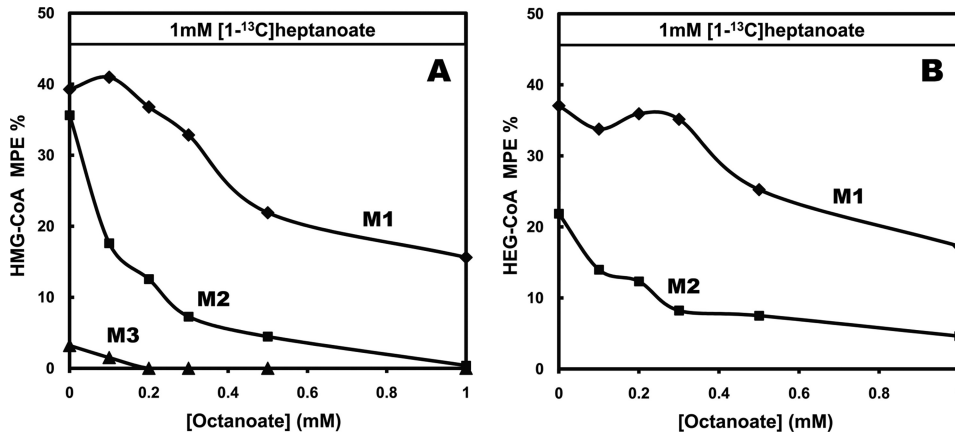 1mM [1-¹³C]heptanoate
A
HMG-CoA MPE %
50
40
30
20
10
0
M1
M2
M3
0 0.2 0.4 0.6 0.8 1
[Octanoate] (mM)
1mM [1-¹³C]heptanoate
B
HEG-CoA MPE %
50
40
30
20
10
0
M1
M2
0 0.2 0.4 0.6 0.8
[Octanoate] (mM)